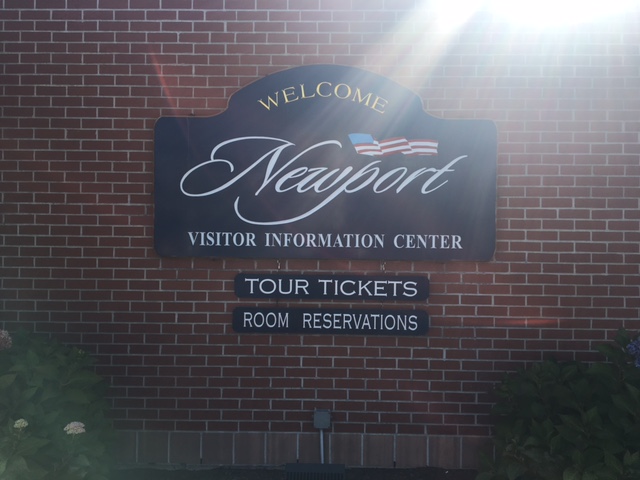 WELCOME
Newport
VISITOR INFORMATION CENTER
TOUR TICKETS
ROOM RESERVATIONS